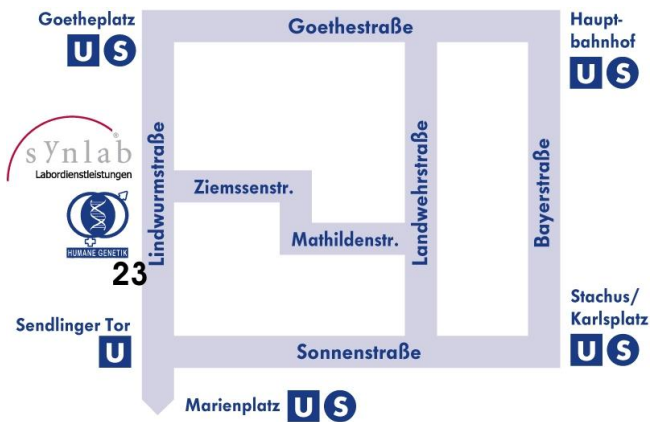 Goetheplatz
U S
Goethestraße
Haupt-
bahnhof
U S
synlab®
Labordienstleistungen
HUMANE GENETIK
23
Lindwurmstraße
Ziemssenstr.
Mathildenstr.
Landwehrstraße
Bayerstraße
Sendlinger Tor
U
Sonnenstraße
Stachus/
Karlsplatz
U S
Marienplatz U S